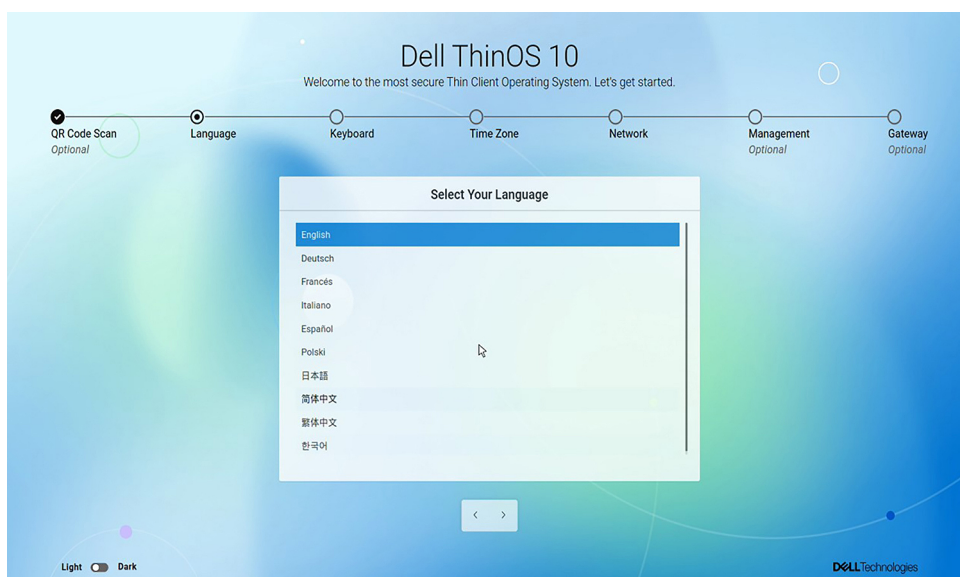 Dell ThinOS 10
Welcome to the most secure Thin Client Operating System. Let's get started.
QR Code Scan
Optional
Language
Keyboard
Time Zone
Network
Management
Optional
Gateway
Optional
Select Your Language
English
Deutsch
Francés
Italiano
Español
Polski
日本語
简体中文
繁体中文
한국어
Light Dark
DELLTechnologies